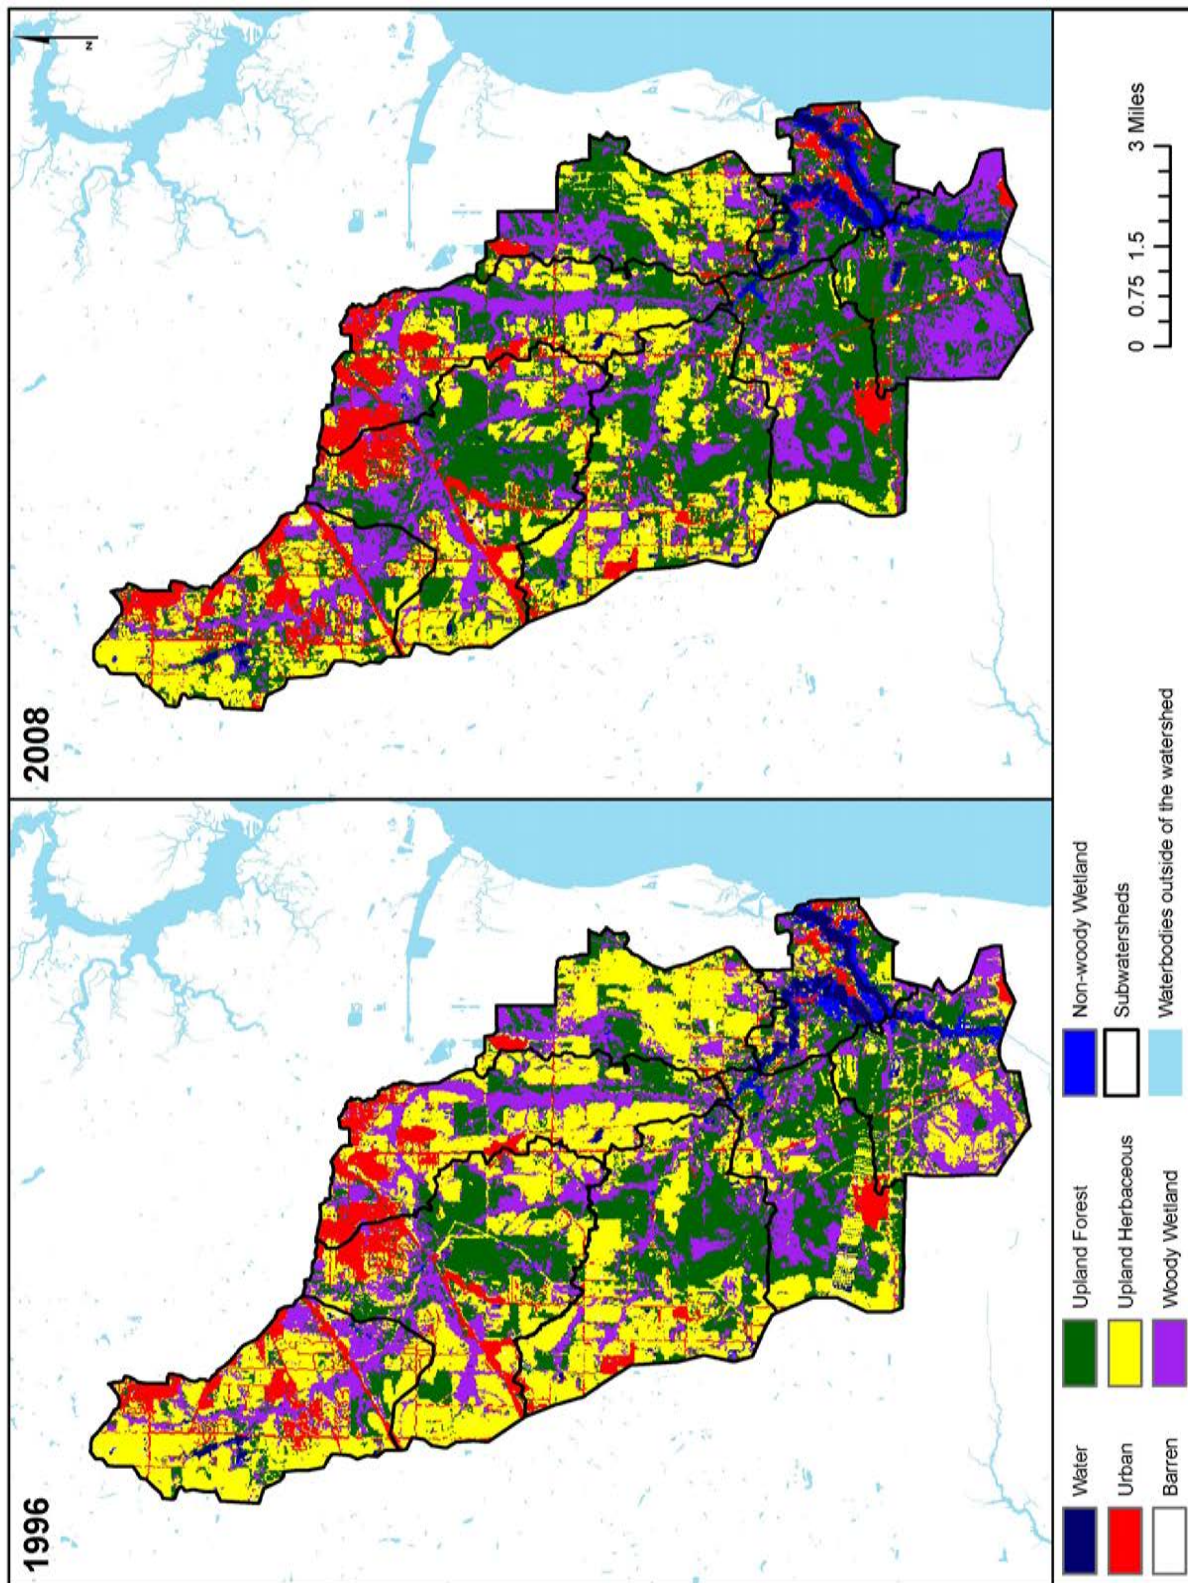 1996
2008
N
Water
Urban
Barren
Upland Forest
Upland Herbaceous
Woody Wetland
Non-woody Wetland
Subwatersheds
Waterbodies outside of the watershed
0 0.75 1.5 3 Miles